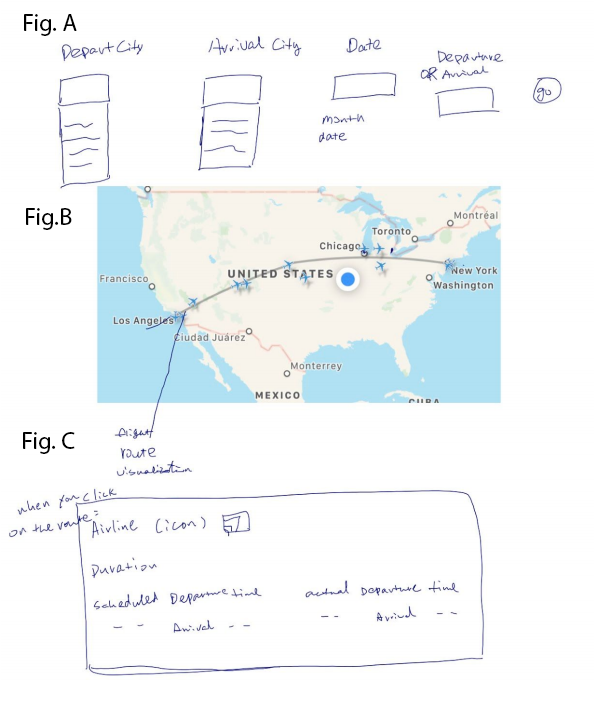 Fig. A
Depart City
Arrival City
Date
Departure
OR Arrival
go
month
date
Fig.B
Montréal
Toronto
Chicago
New York
UNITED STATES
Francisco
Washington
Los Angeles
Ciudad Juárez
Monterrey
MEXICO
CUBA
Fig. C
flight
route
visualization
when you click
on the route:
Airline (icon)
Duration
scheduled Departure time
actual Departure time
-- Arrival --
-- Arrival --